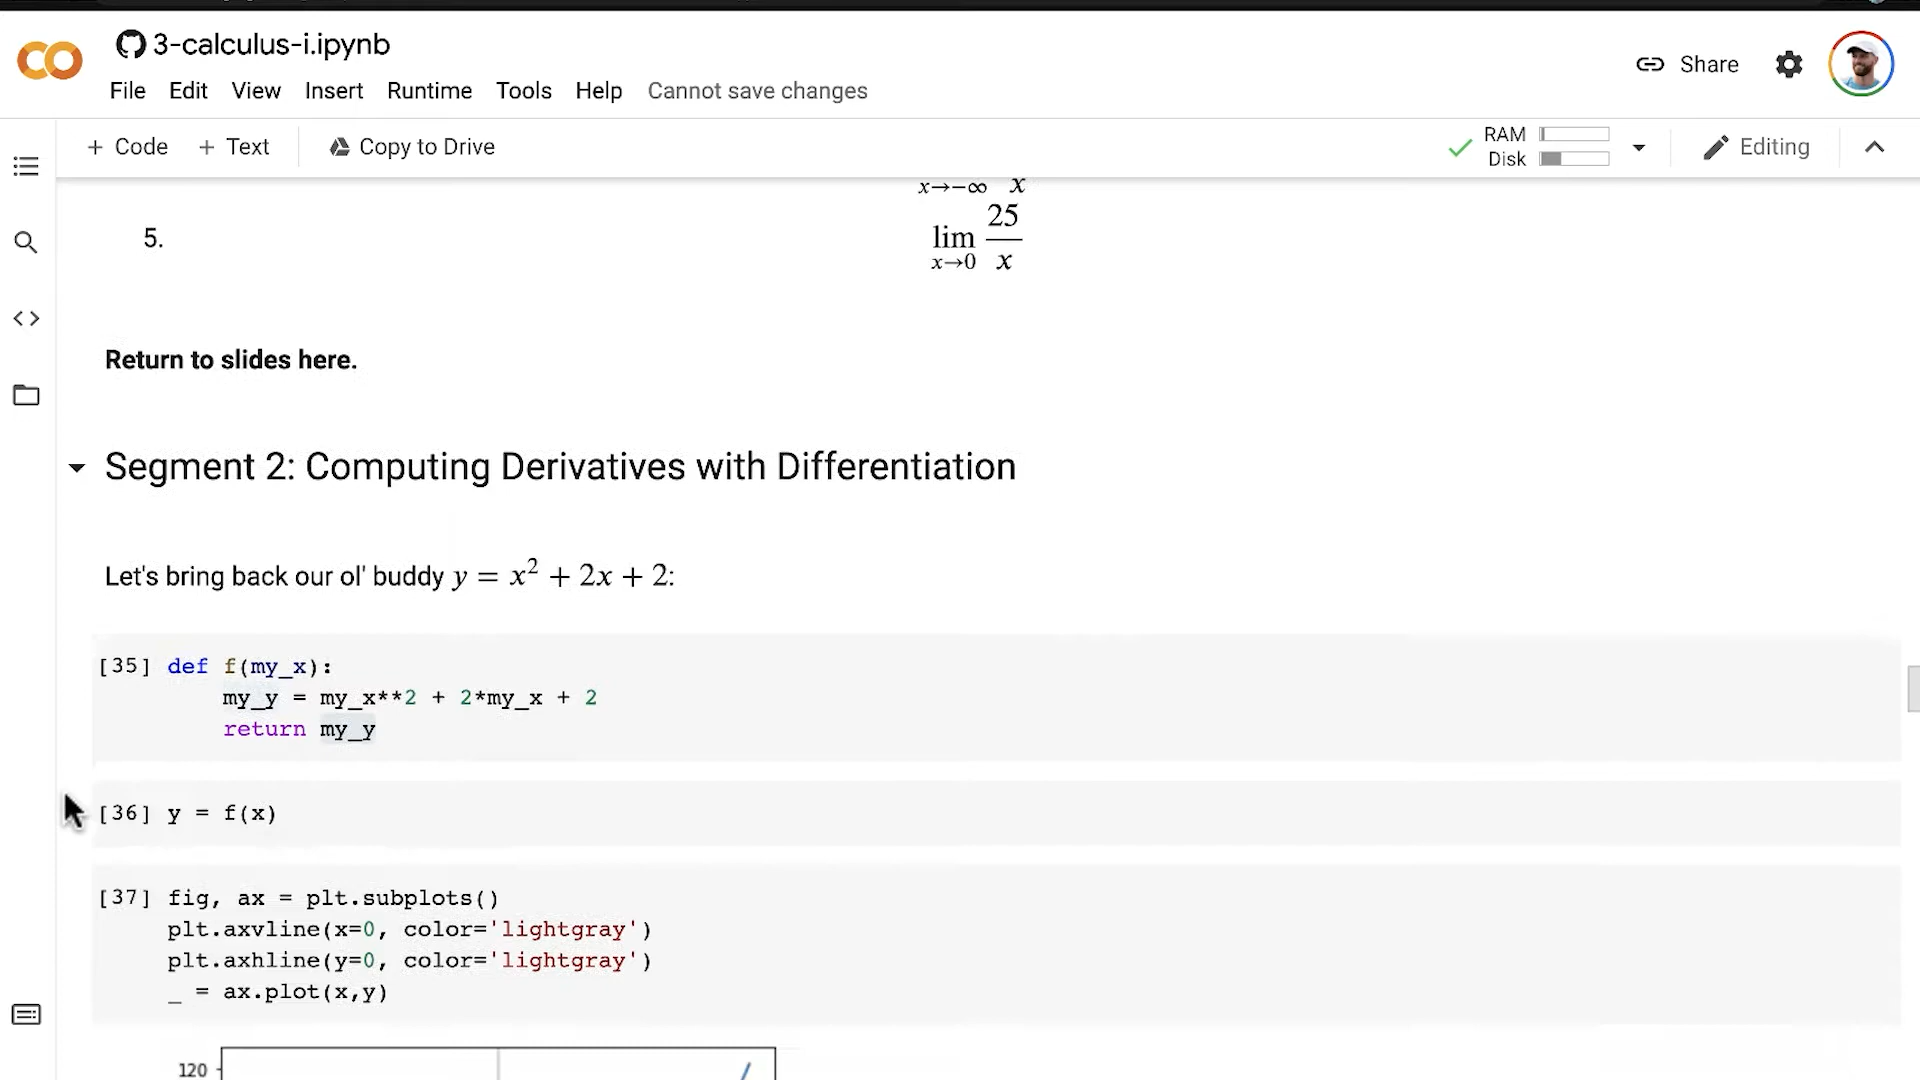 3-calculus-i.ipynb
File Edit View Insert Runtime Tools Help Cannot save changes
Share
+ Code + Text Copy to Drive
RAM
Disk
Editing
x→−∞ x
5. lim x→0 25/x
Return to slides here.
Segment 2: Computing Derivatives with Differentiation
Let's bring back our ol' buddy y = x² + 2x + 2:
[35] def f(my_x):
my_y = my_x**2 + 2*my_x + 2
return my_y
[36] y = f(x)
[37] fig, ax = plt.subplots()
plt.axvline(x=0, color='lightgray')
plt.axhline(y=0, color='lightgray')
_ = ax.plot(x,y)
120